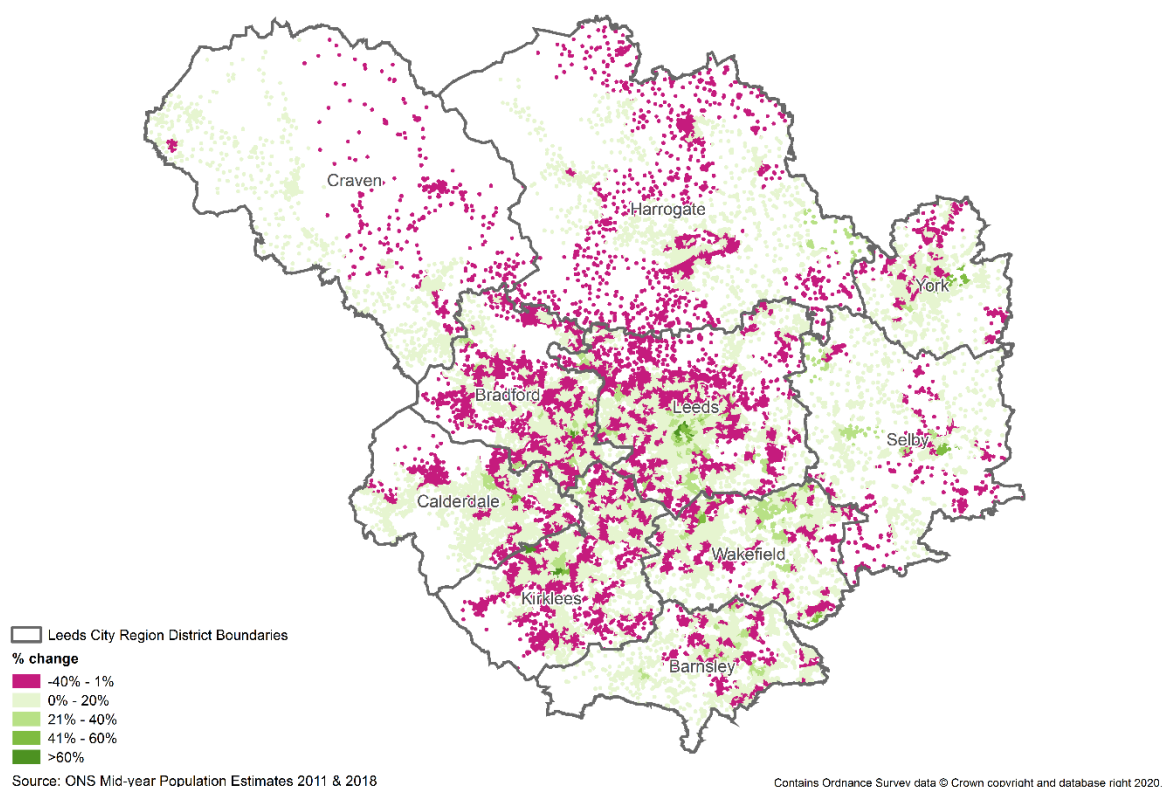 Craven
Harrogate
York
Bradford
Leeds
Selby
Calderdale
Wakefield
Kirklees
Barnsley
Leeds City Region District Boundaries
% change
-40% - 1%
0% - 20%
21% - 40%
41% - 60%
>60%
Source: ONS Mid-year Population Estimates 2011 & 2018
Contains Ordnance Survey data © Crown copyright and database right 2020.